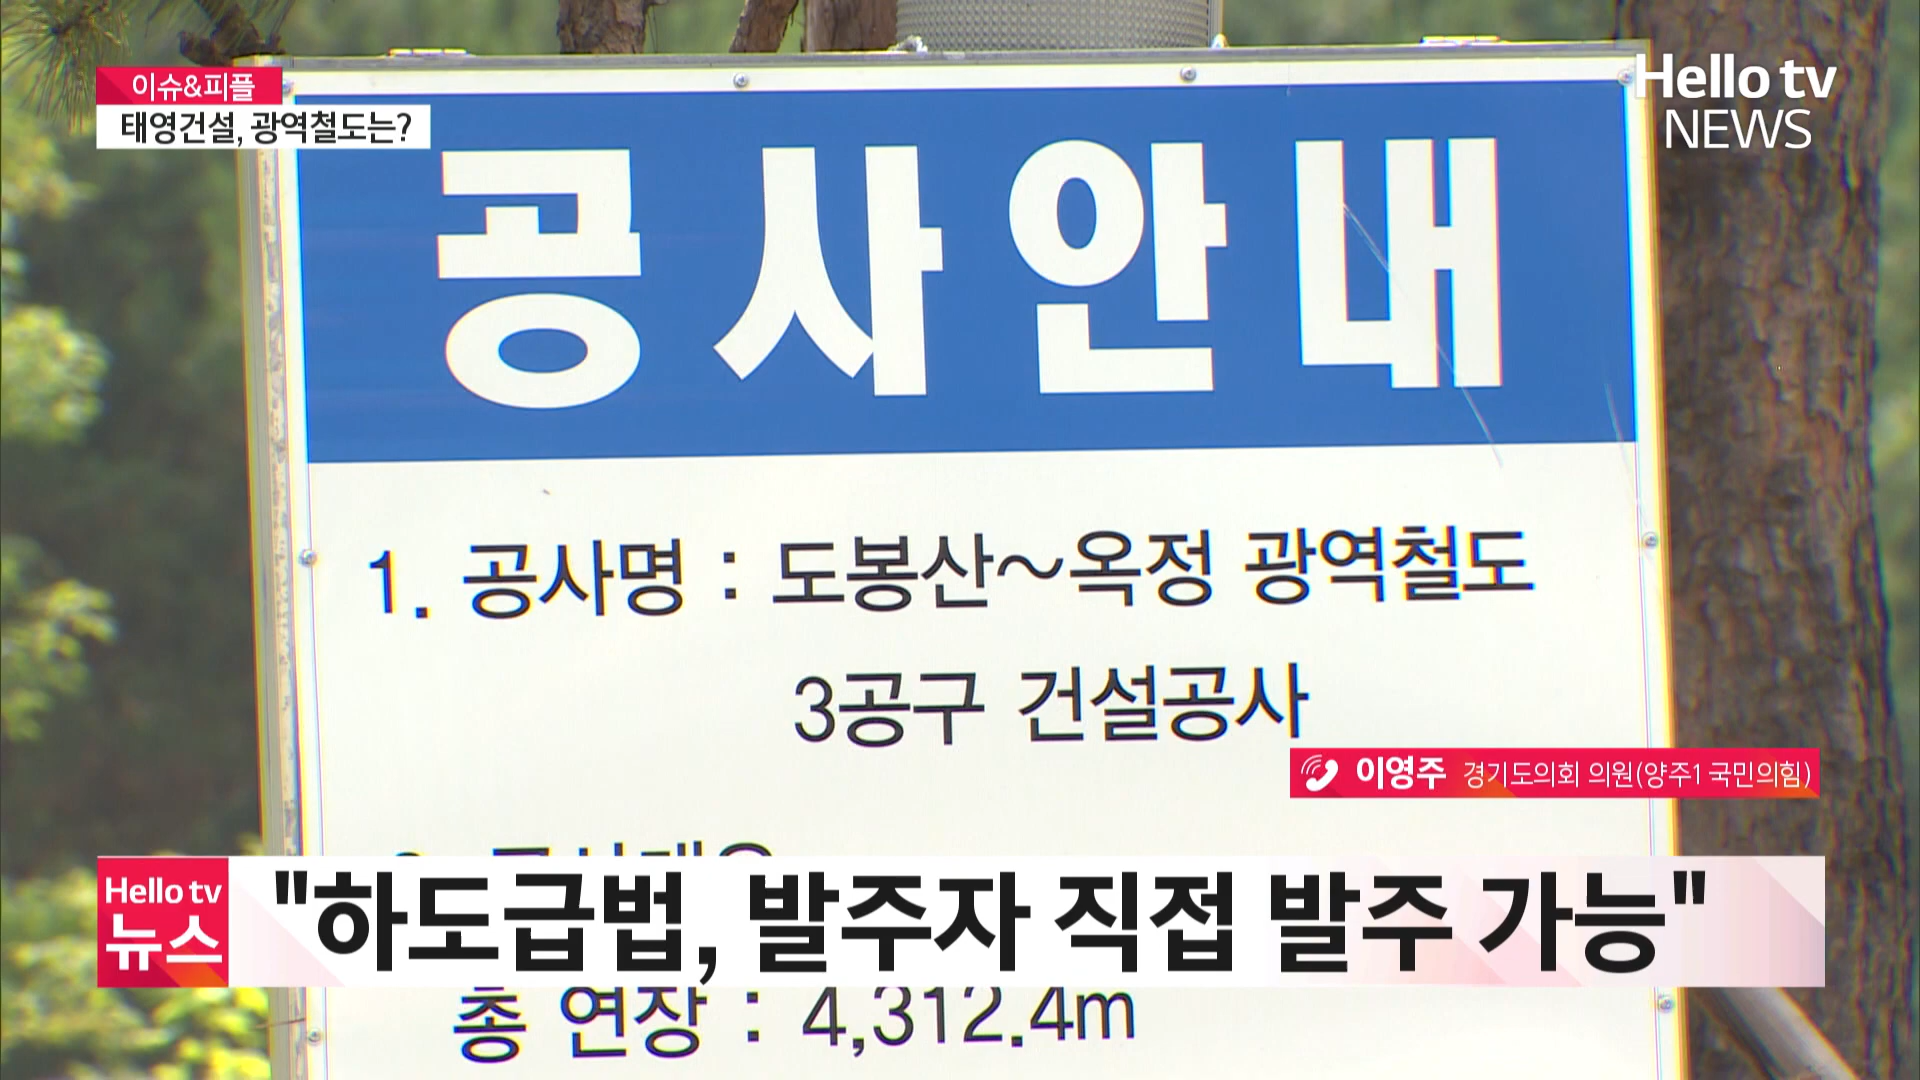 이슈&피플
태영건설, 광역철도는?
Hello tv
NEWS
공사안내
1. 공사명 : 도봉산~옥정 광역철도
3공구 건설공사
이영주 경기도의회 의원(양주1 국민의힘)
Hello tv
뉴스
"하도급법, 발주자 직접 발주 가능"
총 연장 : 4,312.4m